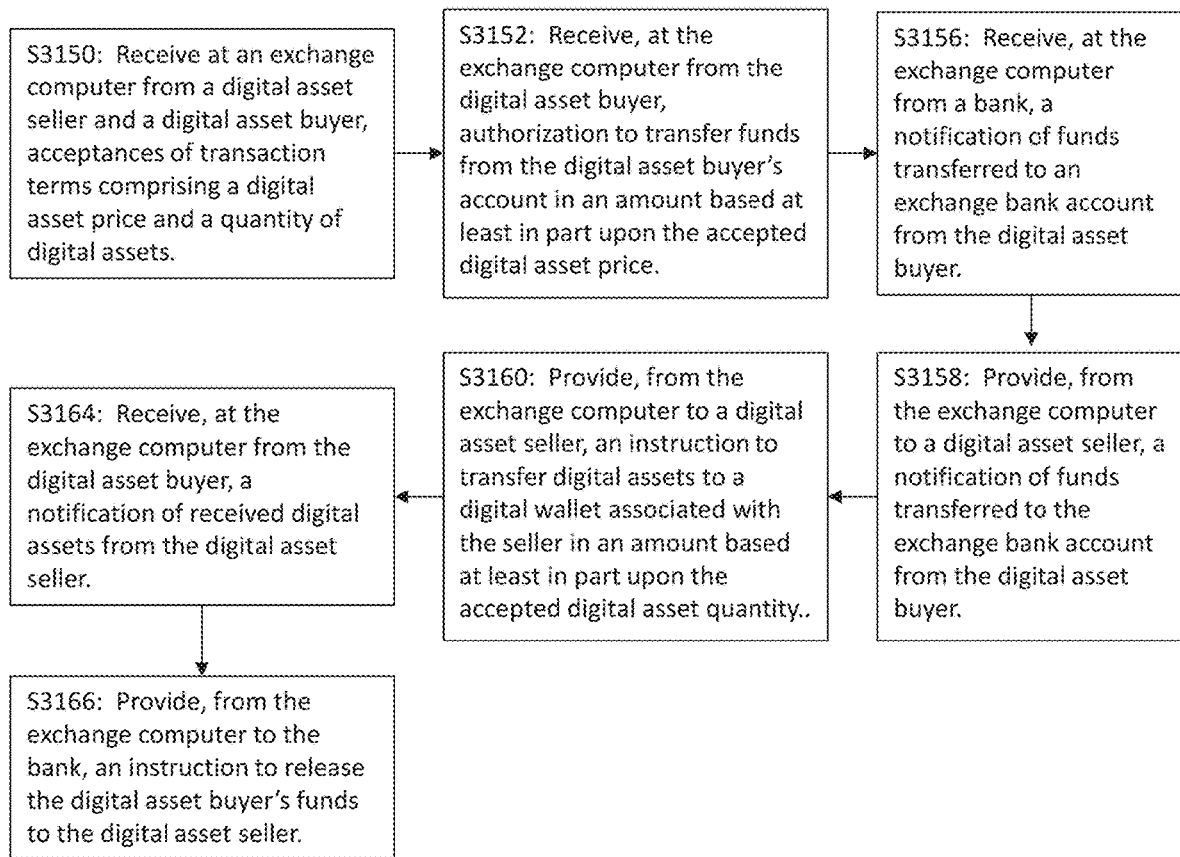 S3150: Receive at an exchange
computer from a digital asset
seller and a digital asset buyer,
acceptances of transaction
terms comprising a digital
asset price and a quantity of
digital assets.
S3152: Receive, at the
exchange computer from the
digital asset buyer,
authorization to transfer funds
from the digital asset buyer's
account in an amount based at
least in part upon the accepted
digital asset price.
S3156: Receive, at the
exchange computer
from a bank, a
notification of funds
transferred to an
exchange bank account
from the digital asset
buyer.
S3158: Provide, from
the exchange computer
to a digital asset seller, a
notification of funds
transferred to the
exchange bank account
from the digital asset
buyer.
S3160: Provide, from the
exchange computer to a digital
asset seller, an instruction to
transfer digital assets to a
digital wallet associated with
the seller in an amount based
at least in part upon the
accepted digital asset quantity..
S3164: Receive, at the
exchange computer from the
digital asset buyer, a
notification of received digital
assets from the digital asset
seller.
S3166: Provide, from the
exchange computer to the
bank, an instruction to release
the digital asset buyer's funds
to the digital asset seller.